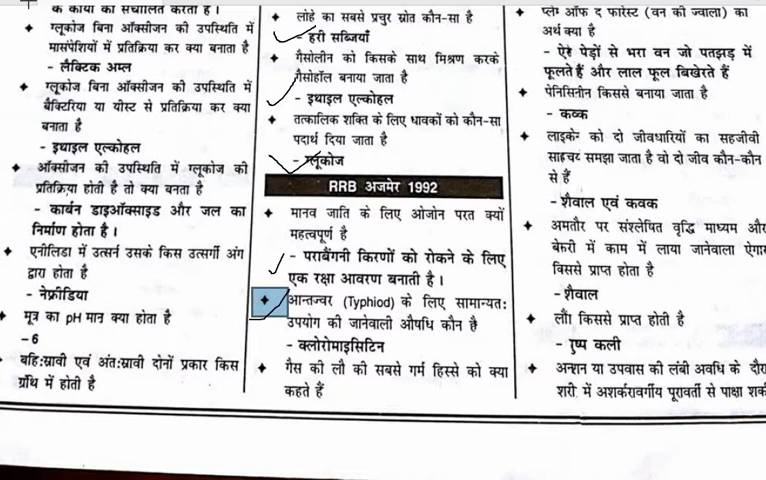 के कार्यों को संचालित करती है ।
ग्लूकोज बिना ऑक्सीजन की उपस्थिति में
मांसपेशियों में प्रतिक्रिया कर क्या बनाता है
- लैक्टिक अम्ल
ग्लूकोज बिना ऑक्सीजन की उपस्थिति में
बैक्टिरिया या यीस्ट से प्रतिक्रिया कर क्या
बनाता है
- इथाइल एल्कोहल
ऑक्सीजन की उपस्थिति में ग्लूकोज की
प्रतिक्रिया होती है तो क्या बनता है
- कार्बन डाइऑक्साइड और जल का
निर्माण होता है ।
एनीलिडा में उत्सर्न उसके किस उत्सर्गी अंग
द्वारा होता है
- नेफ्रीडिया
मूत्र का pH मान क्या होता है
-6
बहि:स्रावी एवं अंत:स्रावी दोनों प्रकार किस
ग्रंथि में होती है
लोहे का सबसे प्रचुर स्रोत कौन-सा है
- हरी सब्जियाँ
गैसोलीन को किसके साथ मिश्रण करके
गैसोहॉल बनाया जाता है
- इथाइल एल्कोहल
तत्कालिक शक्ति के लिए धावकों को कौन-सा
पदार्थ दिया जाता है
- ग्लूकोज
RRB अजमेर 1992
मानव जाति के लिए ओजोन परत क्यों
महत्वपूर्ण है
- पराबैंगनी किरणों को रोकने के लिए
एक रक्षा आवरण बनाती है ।
आन्तज्वर (Typhiod) के लिए सामान्यत:
उपयोग की जानेवाली औषधि कौन है
- क्लोरोमाइसिटिन
गैस की लौ की सबसे गर्म हिस्से को क्या
कहते हैं
ऑफ द फारेस्ट (वन की ज्वाला) का
अर्थ क्या है
- ऐसे पेड़ों से भरा वन जो पतझड़ में
फूलते हैं और लाल फूल बिखेरते हैं
पेनिसिलीन किससे बनाया जाता है
- कवक
लाइकेन को दो जीवधारियों का सहजीवी
साहचर्य समझा जाता है वो दो जीव कौन-कौन
से हैं
- शैवाल एवं कवक
अमतौर पर संश्लेषित वृद्धि माध्यम और
बेकरी में काम में लाया जानेवाला ऐगार
किससे प्राप्त होता है
- शैवाल
लौंग किससे प्राप्त होती है
- पुष्प कली
अनशन या उपवास की लंबी अवधि के
में अशर्करावर्गीय पूरावर्ती से